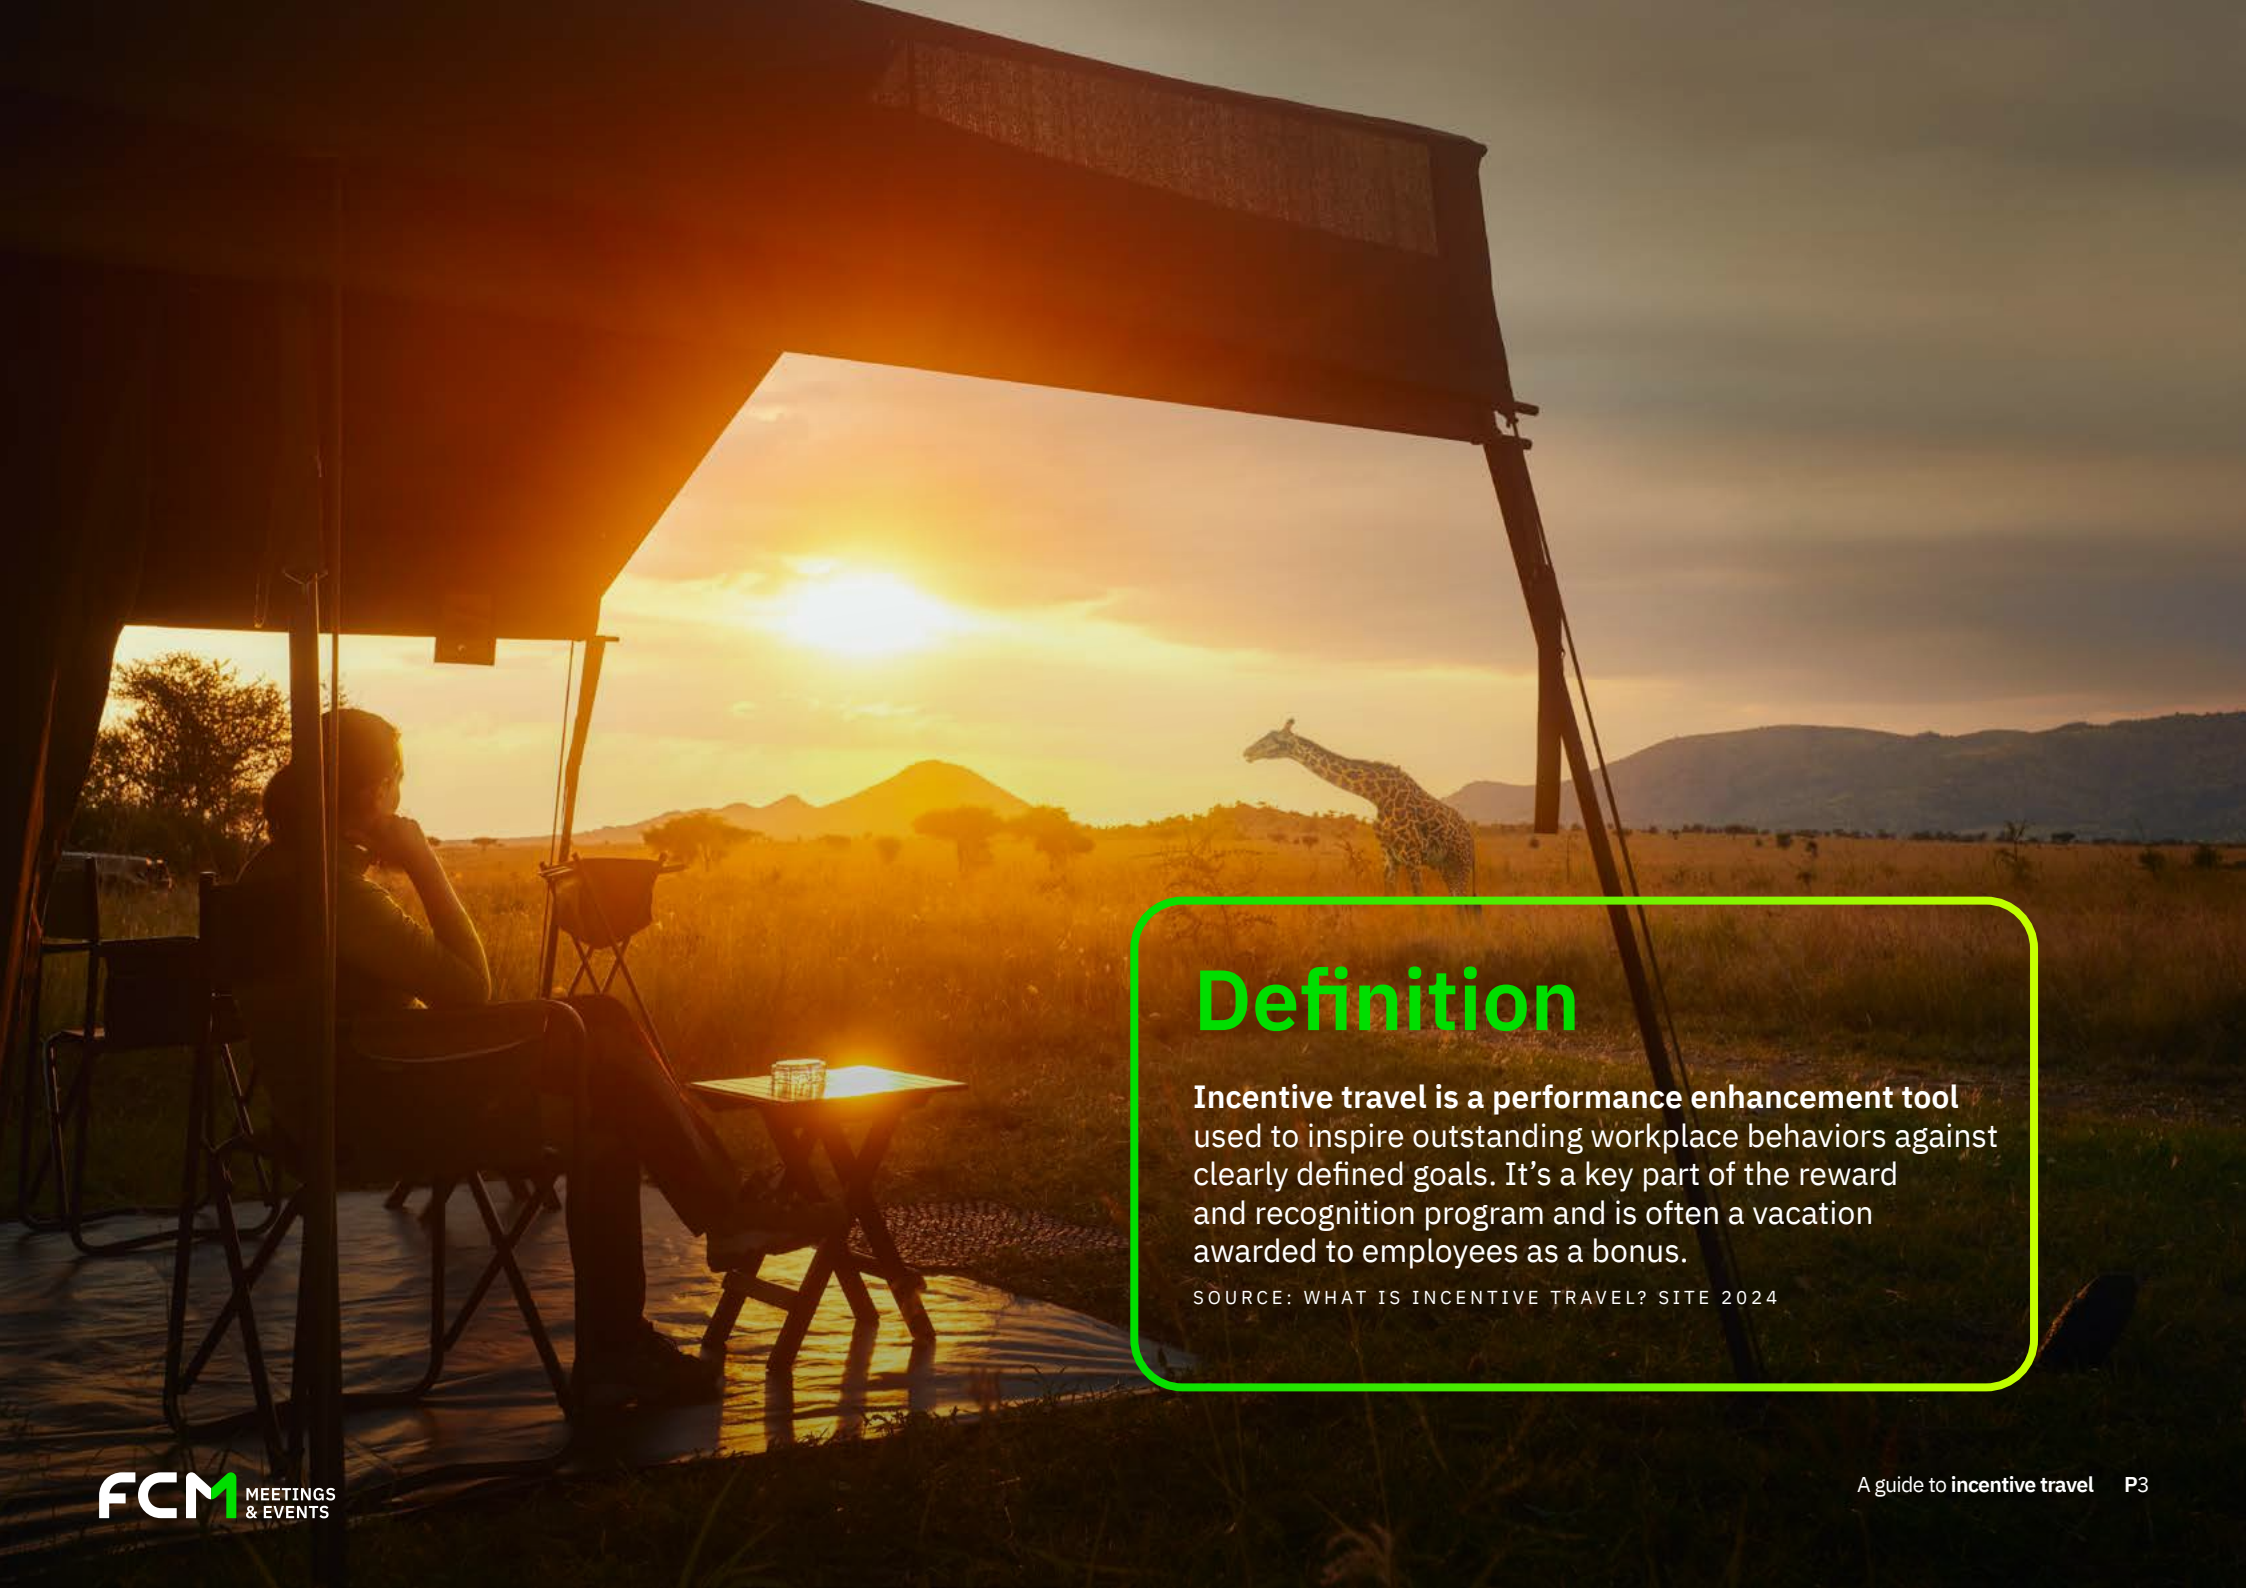 Definition
Incentive travel is a performance enhancement tool
used to inspire outstanding workplace behaviors against
clearly defined goals. It’s a key part of the reward
and recognition program and is often a vacation
awarded to employees as a bonus.
SOURCE: WHAT IS INCENTIVE TRAVEL? SITE 2024
FCM MEETINGS
& EVENTS
A guide to incentive travel P3